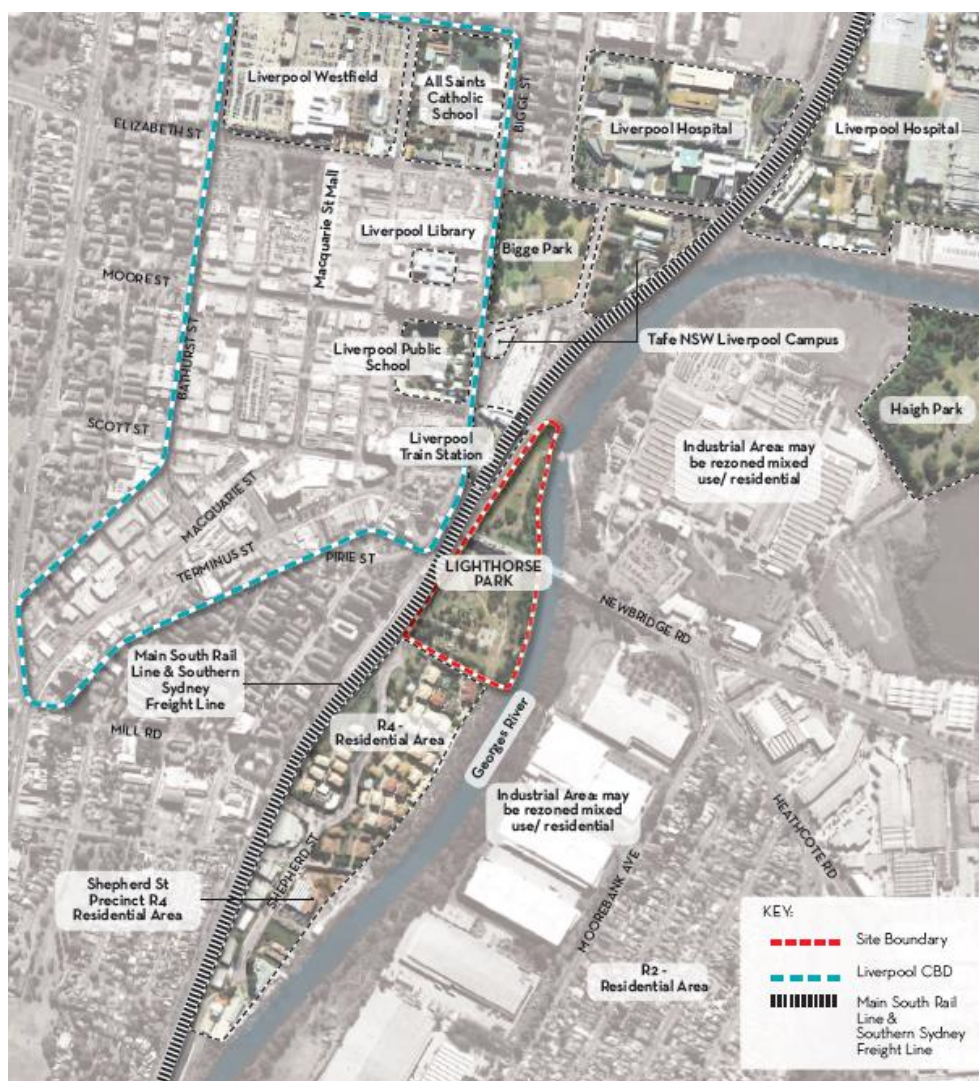 Liverpool Westfield
All Saints
Catholic
School
BIGGE ST
Liverpool Hospital
Liverpool Hospital
ELIZABETH ST
Macquarie St Mall
Liverpool Library
Bigge Park
MOORE ST
BATHURST ST
Liverpool Public
School
Tafe NSW Liverpool Campus
Haigh Park
SCOTT ST
Liverpool
Train Station
Industrial Area: may
be rezoned mixed
use/ residential
MACQUARIE ST
TERMINUS ST
PIRIE ST
LIGHTHORSE
PARK
NEWBRIDGE RD
Main South Rail
Line & Southern
Sydney
Freight Line
MILL RD
R4 -
Residential Area
Georges River
Industrial Area: may
be rezoned mixed
use/ residential
HEATHCOTE RD
SHEPHERD ST
Shepherd St
Precinct R4
Residential Area
MOOREBANK AVE
R2 -
Residential Area
KEY:
Site Boundary
Liverpool CBD
Main South Rail
Line &
Southern Sydney
Freight Line